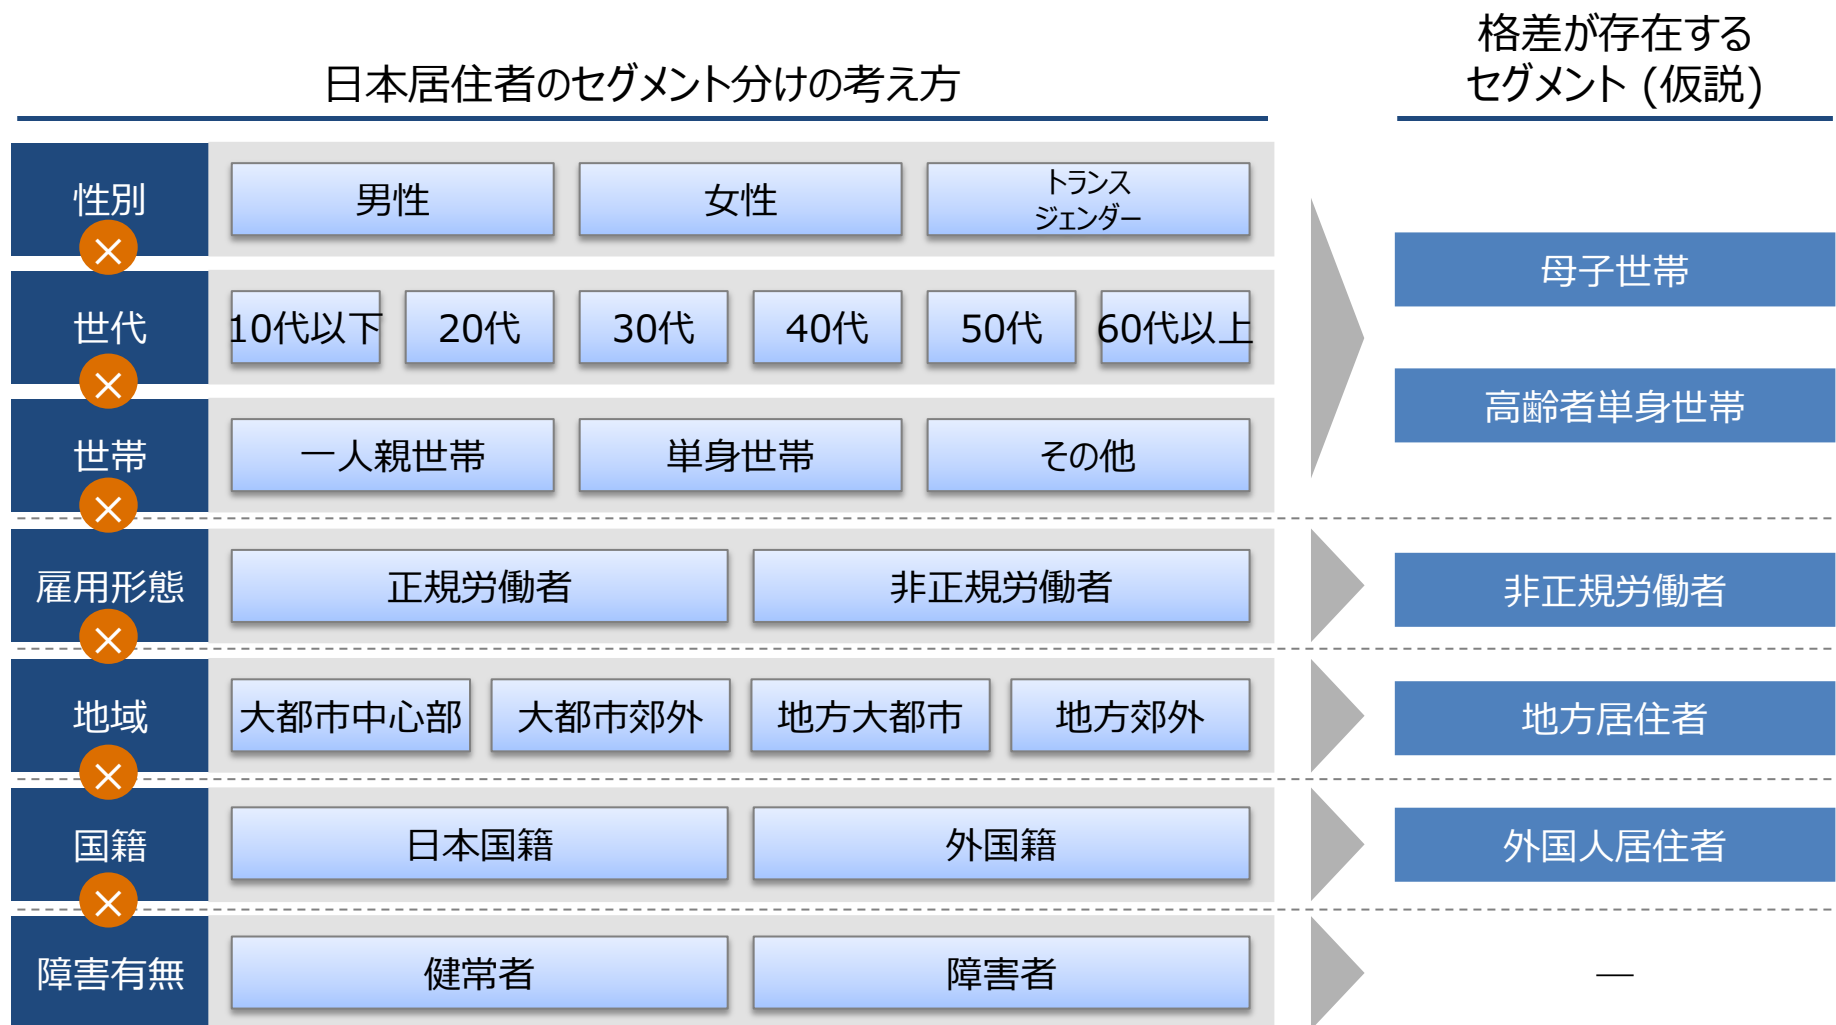 日本居住者のセグメント分けの考え方
格差が存在する
セグメント (仮説)
性別
男性
女性
トランス
ジェンダー
×
世代
10代以下
20代
30代
40代
50代
60代以上
×
世帯
一人親世帯
単身世帯
その他
×
母子世帯
高齢者単身世帯
雇用形態
正規労働者
非正規労働者
非正規労働者
×
地域
大都市中心部
大都市郊外
地方大都市
地方郊外
地方居住者
×
国籍
日本国籍
外国籍
外国人居住者
×
障害有無
健常者
障害者
―